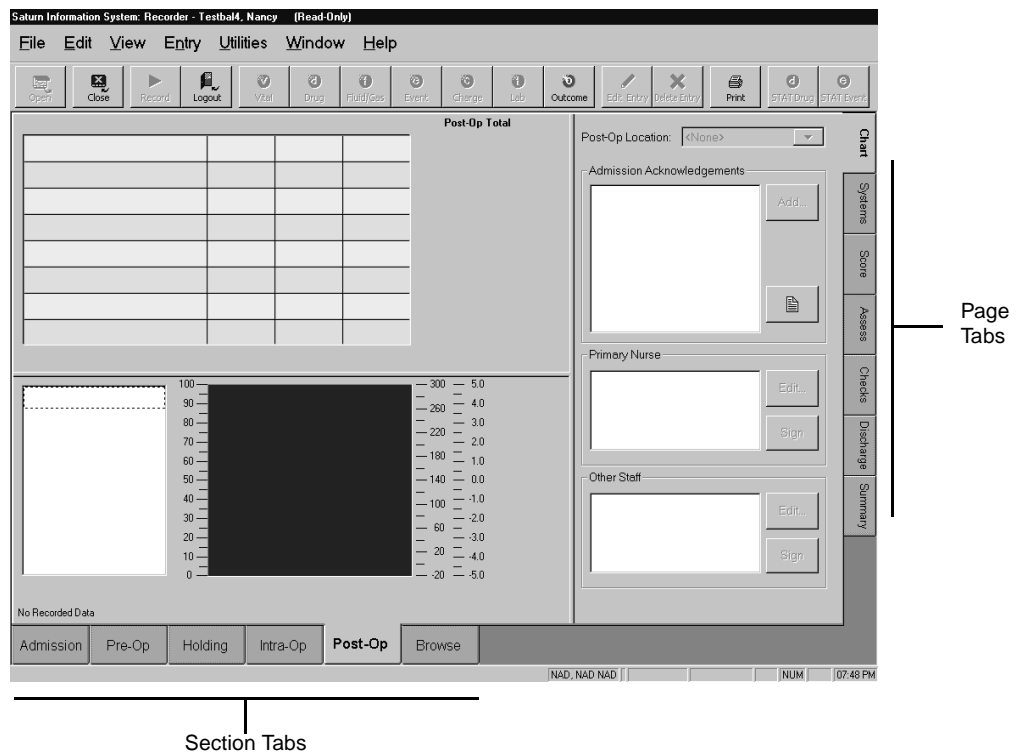 Saturn Information System: Recorder - Testbal4, Nancy (Read-Only)
File Edit View Entry Utilities Window Help
Open Close Record Logout Vital Drug Fluid/Gas Event Charge Lab Outcome Edit Entry Delete Entry Print STAT Drug STAT Event
Post-Op Total
Post-Op Location: <None>
Admission Acknowledgements
Add...
Primary Nurse
Edit...
Sign
Other Staff
Edit...
Sign
Chart
Systems
Score
Assess
Checks
Discharge
Summary
Page
Tabs
100 300 5.0
90 260 4.0
80 220 3.0
70 180 2.0
60 140 1.0
50 100 0.0
40 60 -1.0
30 20 -2.0
20 -20 -3.0
10 -4.0
0 -5.0
No Recorded Data
Admission Pre-Op Holding Intra-Op Post-Op Browse
NAD, NAD NAD NUM 07:48 PM
Section Tabs